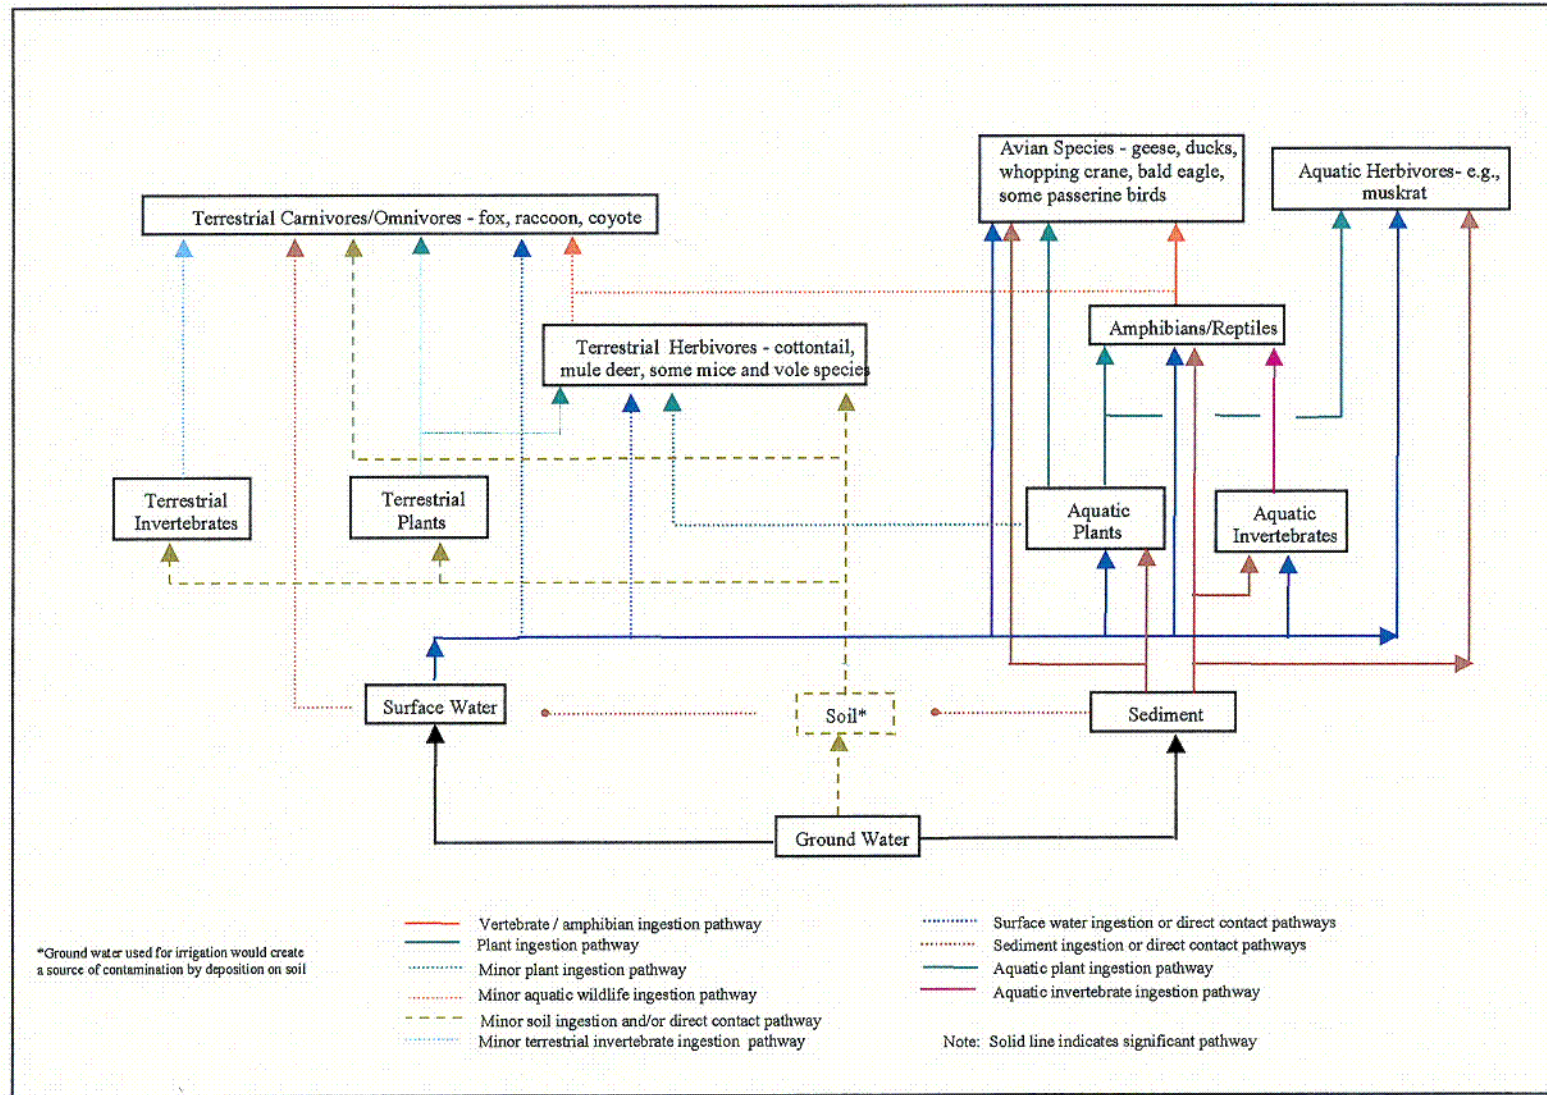 Avian Species - geese, ducks,
whopping crane, bald eagle,
some passerine birds
Aquatic Herbivores- e.g.,
muskrat
Terrestrial Carnivores/Omnivores - fox, raccoon, coyote
Amphibians/Reptiles
Terrestrial Herbivores - cottontail,
mule deer, some mice and vole species
Terrestrial
Invertebrates
Terrestrial
Plants
Aquatic
Plants
Aquatic
Invertebrates
Surface Water
Soil*
Sediment
Ground Water
*Ground water used for irrigation would create
a source of contamination by deposition on soil
Vertebrate / amphibian ingestion pathway
Plant ingestion pathway
Minor plant ingestion pathway
Minor aquatic wildlife ingestion pathway
Minor soil ingestion and/or direct contact pathway
Minor terrestrial invertebrate ingestion pathway
Surface water ingestion or direct contact pathways
Sediment ingestion or direct contact pathways
Aquatic plant ingestion pathway
Aquatic invertebrate ingestion pathway
Note: Solid line indicates significant pathway